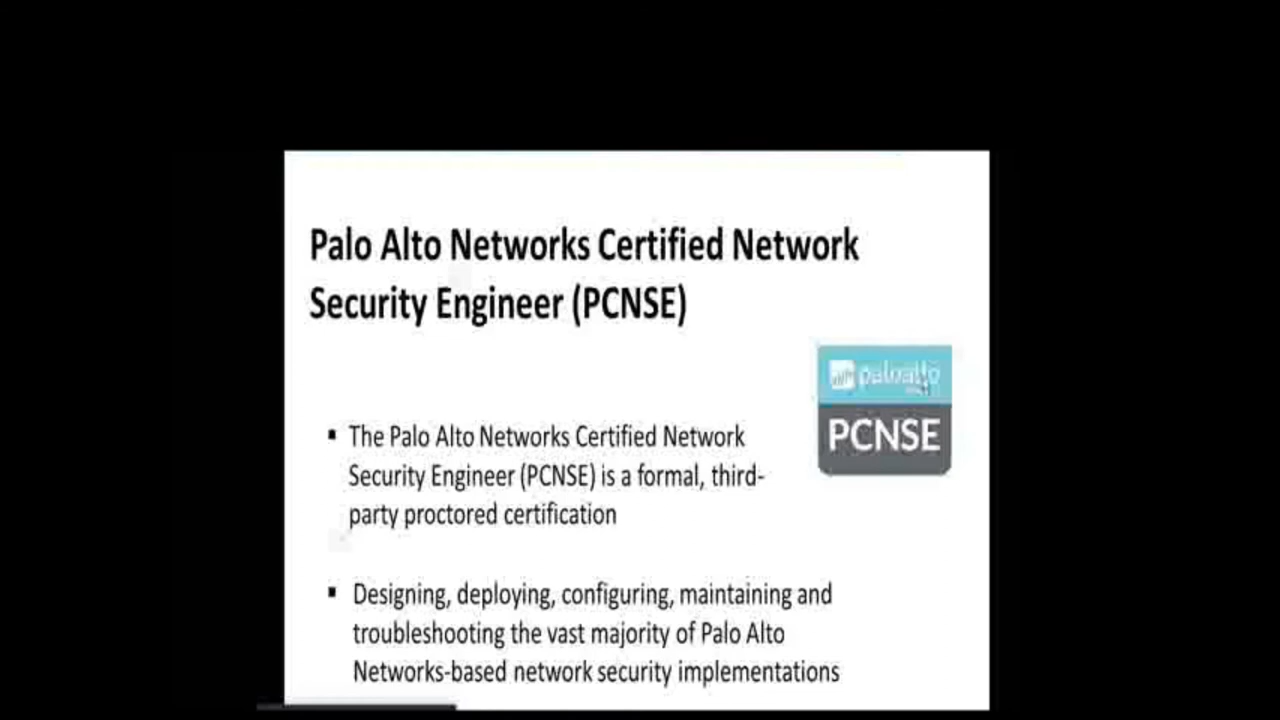 Palo Alto Networks Certified Network
Security Engineer (PCNSE)
paloalto
PCNSE
▪ The Palo Alto Networks Certified Network
Security Engineer (PCNSE) is a formal, third-
party proctored certification
▪ Designing, deploying, configuring, maintaining and
troubleshooting the vast majority of Palo Alto
Networks-based network security implementations